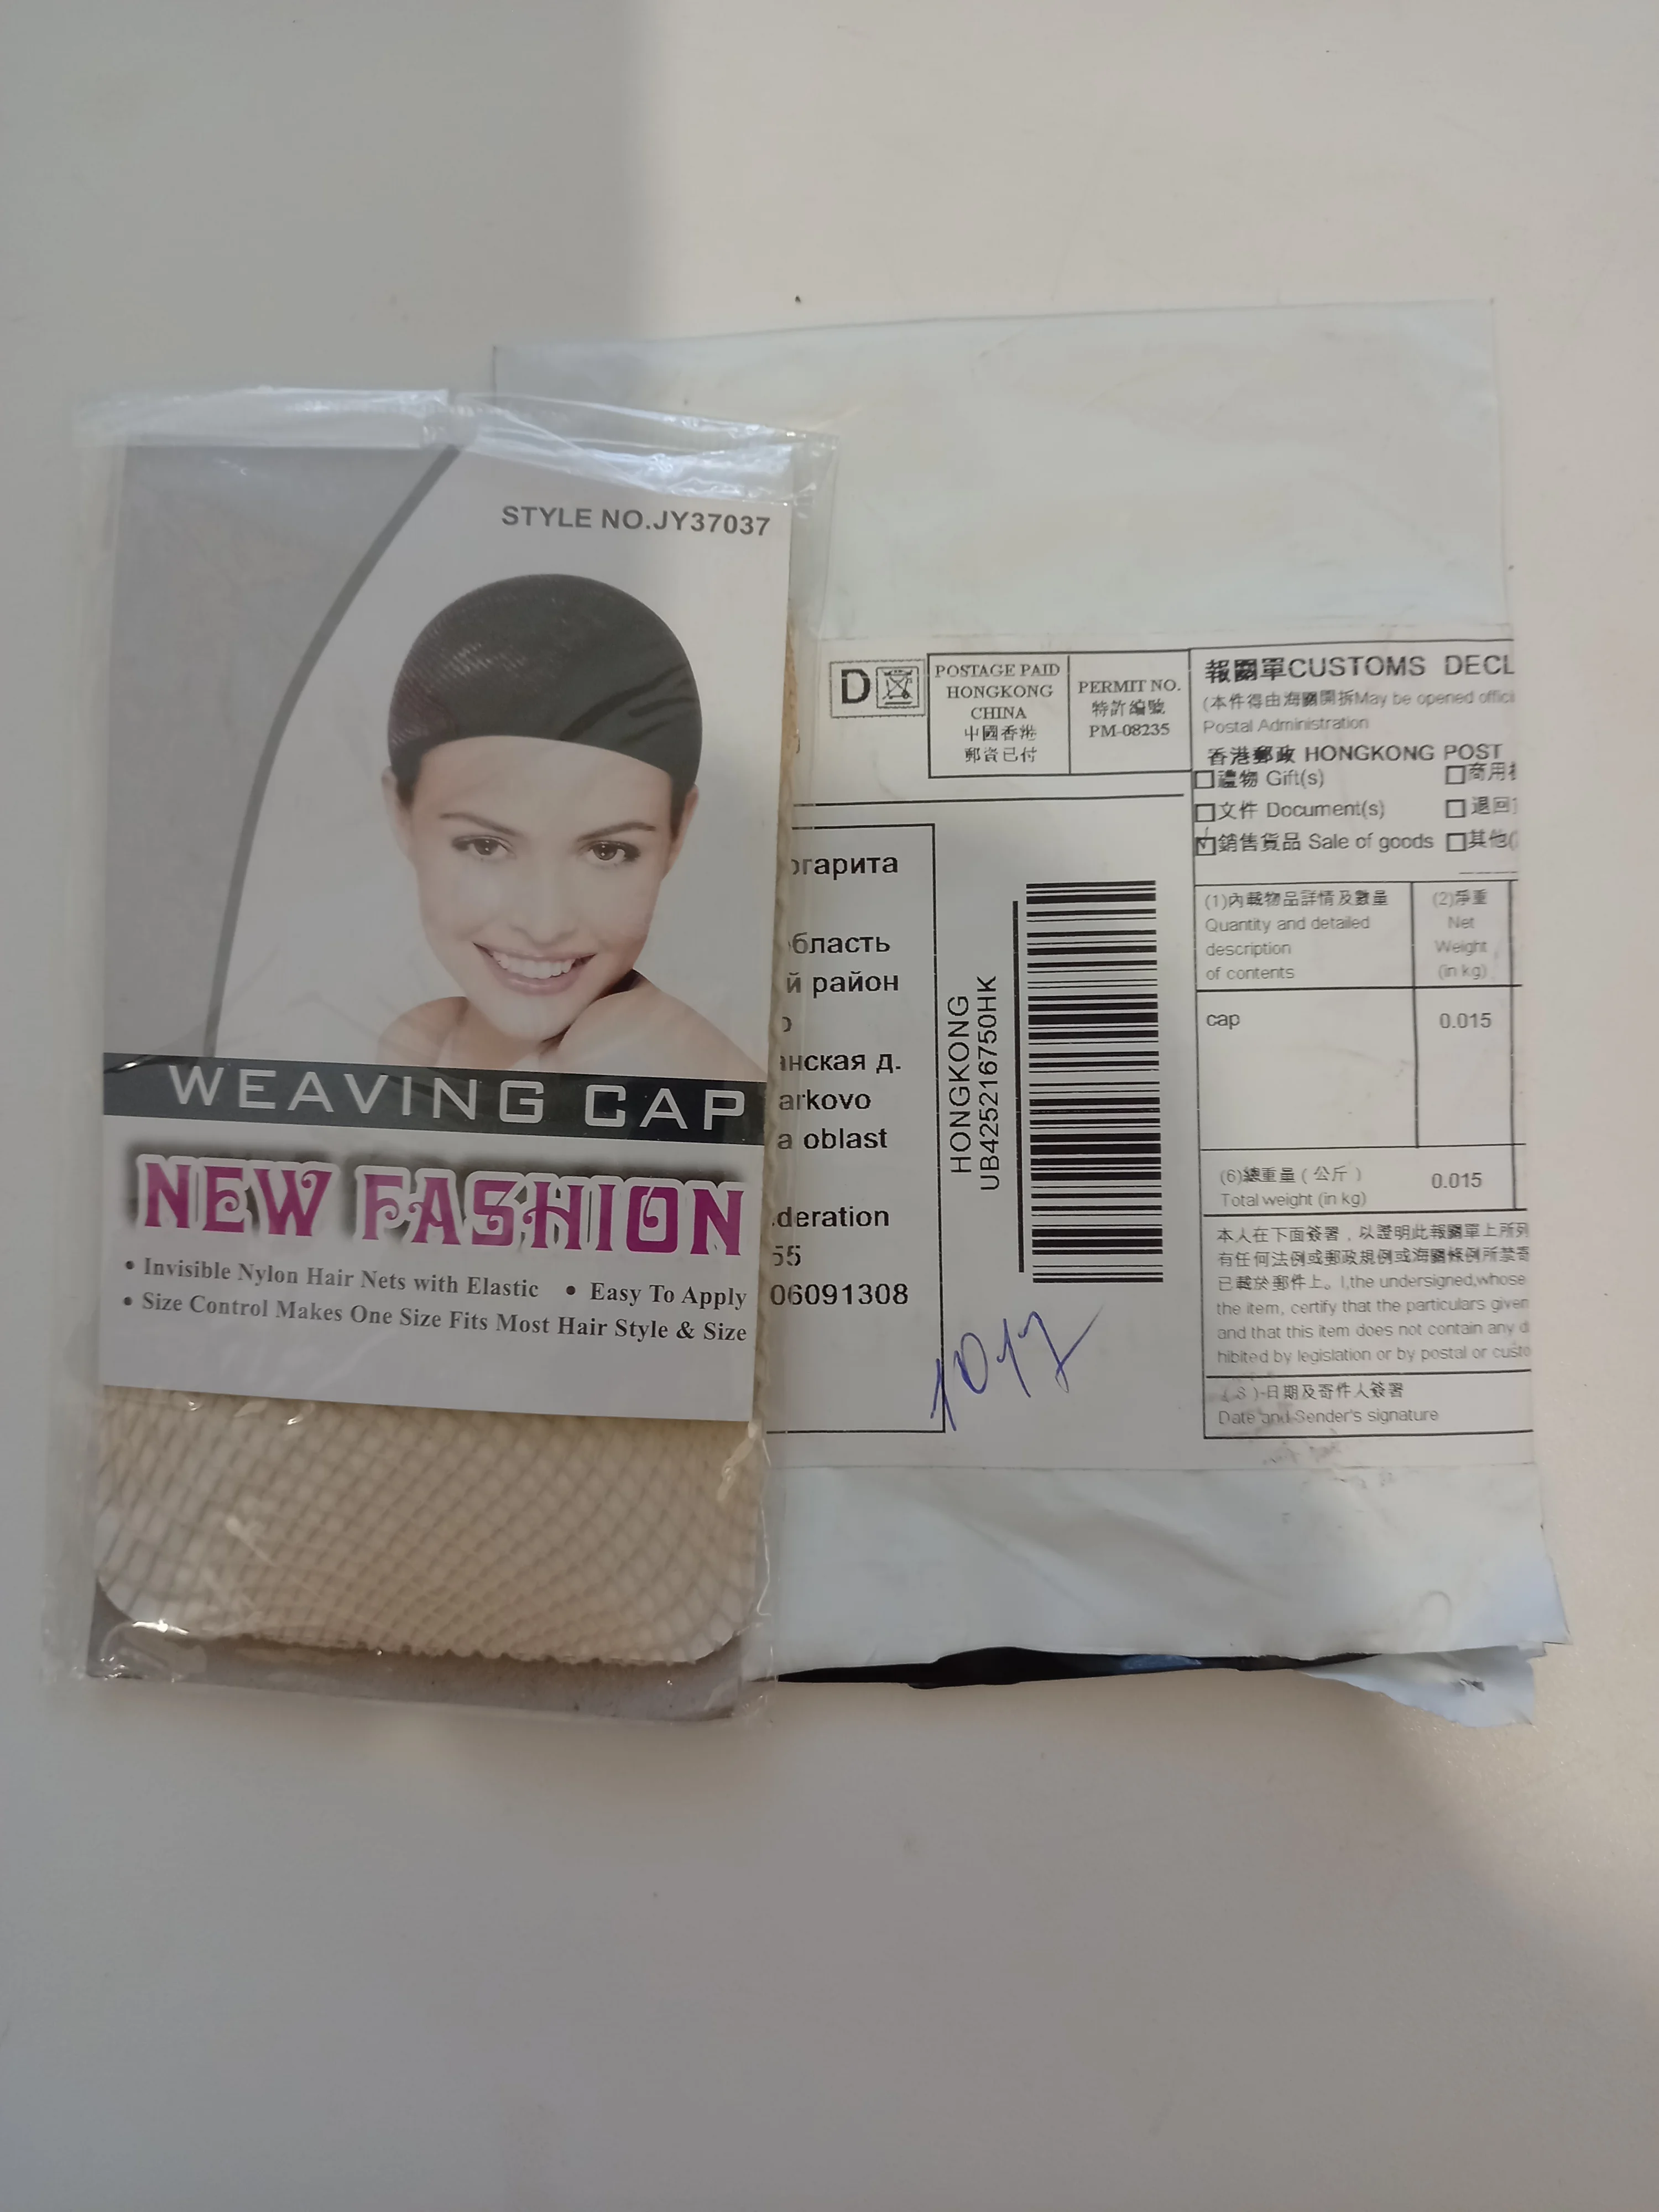 STYLE NO.JY37037
WEAVING CAP
NEW FASHION
• Invisible Nylon Hair Nets with Elastic • Easy To Apply
• Size Control Makes One Size Fits Most Hair Style & Size
D
POSTAGE PAID
HONGKONG
CHINA
中國香港
郵資已付
PERMIT NO.
特許編號
PM-08235
ргарита
бласть
й район
нская д.
arkovo
a oblast
deration
55
06091308
HONGKONG
UB425216750HK
1017
報關單CUSTOMS DECL
(本件得由海關開拆May be opened offici
Postal Administration
香港郵政 HONGKONG POST
禮物 Gift(s)
商用
文件 Document(s)
退回
銷售貨品 Sale of goods
其他(
(1)內載物品詳情及數量
Quantity and detailed
description
of contents
(2)淨重
Net
Weight
(in kg)
cap
0.015
(6)總重量(公斤)
Total weight (in kg)
0.015
本人在下面簽署，以證明此報關單上所列
有任何法例或郵政規例或海關條例所禁寄
已載於郵件上。I,the undersigned,whose
the item, certify that the particulars given
and that this item does not contain any d
hibited by legislation or by postal or custo
(8)-日期及寄件人簽署
Date and Sender's signature